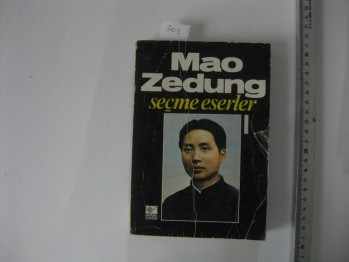 Mao
Zedung
seçme eserler
I